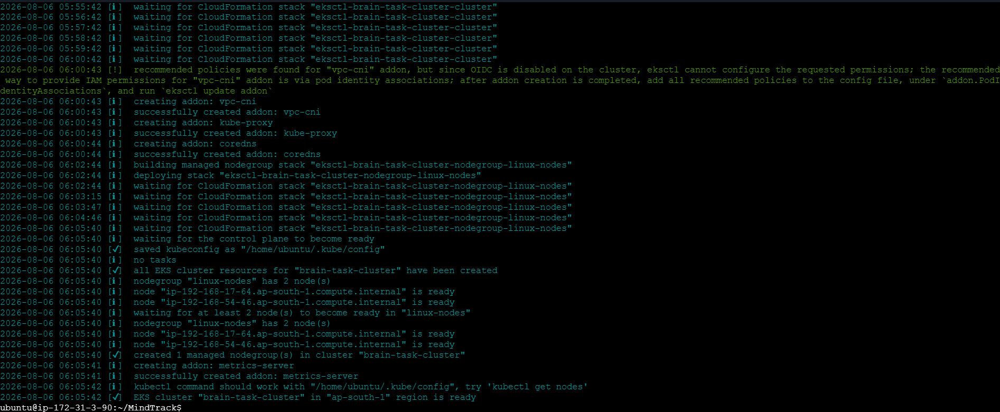 2026-08-06 05:55:42 [ℹ]  waiting for CloudFormation stack "eksctl-brain-task-cluster-cluster"
2026-08-06 05:56:42 [ℹ]  waiting for CloudFormation stack "eksctl-brain-task-cluster-cluster"
2026-08-06 05:57:42 [ℹ]  waiting for CloudFormation stack "eksctl-brain-task-cluster-cluster"
2026-08-06 05:58:42 [ℹ]  waiting for CloudFormation stack "eksctl-brain-task-cluster-cluster"
2026-08-06 05:59:42 [ℹ]  waiting for CloudFormation stack "eksctl-brain-task-cluster-cluster"
2026-08-06 06:00:42 [ℹ]  waiting for CloudFormation stack "eksctl-brain-task-cluster-cluster"
2026-08-06 06:00:43 [!]  recommended policies were found for "vpc-cni" addon, but since OIDC is disabled on the cluster, eksctl cannot configure the requested permissions; the recommended
 way to provide IAM permissions for "vpc-cni" addon is via pod identity associations; after addon creation is completed, add all recommended policies to the config file, under `addon.PodI
dentityAssociations`, and run `eksctl update addon`
2026-08-06 06:00:43 [ℹ]  creating addon: vpc-cni
2026-08-06 06:00:43 [ℹ]  successfully created addon: vpc-cni
2026-08-06 06:00:43 [ℹ]  creating addon: kube-proxy
2026-08-06 06:00:43 [ℹ]  successfully created addon: kube-proxy
2026-08-06 06:00:44 [ℹ]  creating addon: coredns
2026-08-06 06:00:44 [ℹ]  successfully created addon: coredns
2026-08-06 06:02:44 [ℹ]  building managed nodegroup stack "eksctl-brain-task-cluster-nodegroup-linux-nodes"
2026-08-06 06:02:44 [ℹ]  deploying stack "eksctl-brain-task-cluster-nodegroup-linux-nodes"
2026-08-06 06:02:44 [ℹ]  waiting for CloudFormation stack "eksctl-brain-task-cluster-nodegroup-linux-nodes"
2026-08-06 06:03:15 [ℹ]  waiting for CloudFormation stack "eksctl-brain-task-cluster-nodegroup-linux-nodes"
2026-08-06 06:03:47 [ℹ]  waiting for CloudFormation stack "eksctl-brain-task-cluster-nodegroup-linux-nodes"
2026-08-06 06:04:46 [ℹ]  waiting for CloudFormation stack "eksctl-brain-task-cluster-nodegroup-linux-nodes"
2026-08-06 06:05:40 [ℹ]  waiting for CloudFormation stack "eksctl-brain-task-cluster-nodegroup-linux-nodes"
2026-08-06 06:05:40 [ℹ]  waiting for the control plane to become ready
2026-08-06 06:05:40 [✔]  saved kubeconfig as "/home/ubuntu/.kube/config"
2026-08-06 06:05:40 [ℹ]  no tasks
2026-08-06 06:05:40 [✔]  all EKS cluster resources for "brain-task-cluster" have been created
2026-08-06 06:05:40 [ℹ]  nodegroup "linux-nodes" has 2 node(s)
2026-08-06 06:05:40 [ℹ]  node "ip-192-168-17-64.ap-south-1.compute.internal" is ready
2026-08-06 06:05:40 [ℹ]  node "ip-192-168-54-46.ap-south-1.compute.internal" is ready
2026-08-06 06:05:40 [ℹ]  waiting for at least 2 node(s) to become ready in "linux-nodes"
2026-08-06 06:05:40 [ℹ]  nodegroup "linux-nodes" has 2 node(s)
2026-08-06 06:05:40 [ℹ]  node "ip-192-168-17-64.ap-south-1.compute.internal" is ready
2026-08-06 06:05:40 [ℹ]  node "ip-192-168-54-46.ap-south-1.compute.internal" is ready
2026-08-06 06:05:40 [✔]  created 1 managed nodegroup(s) in cluster "brain-task-cluster"
2026-08-06 06:05:41 [ℹ]  creating addon: metrics-server
2026-08-06 06:05:41 [ℹ]  successfully created addon: metrics-server
2026-08-06 06:05:42 [ℹ]  kubectl command should work with "/home/ubuntu/.kube/config", try 'kubectl get nodes'
2026-08-06 06:05:42 [✔]  EKS cluster "brain-task-cluster" in "ap-south-1" region is ready
ubuntu@ip-172-31-3-90:~/MindTrack$